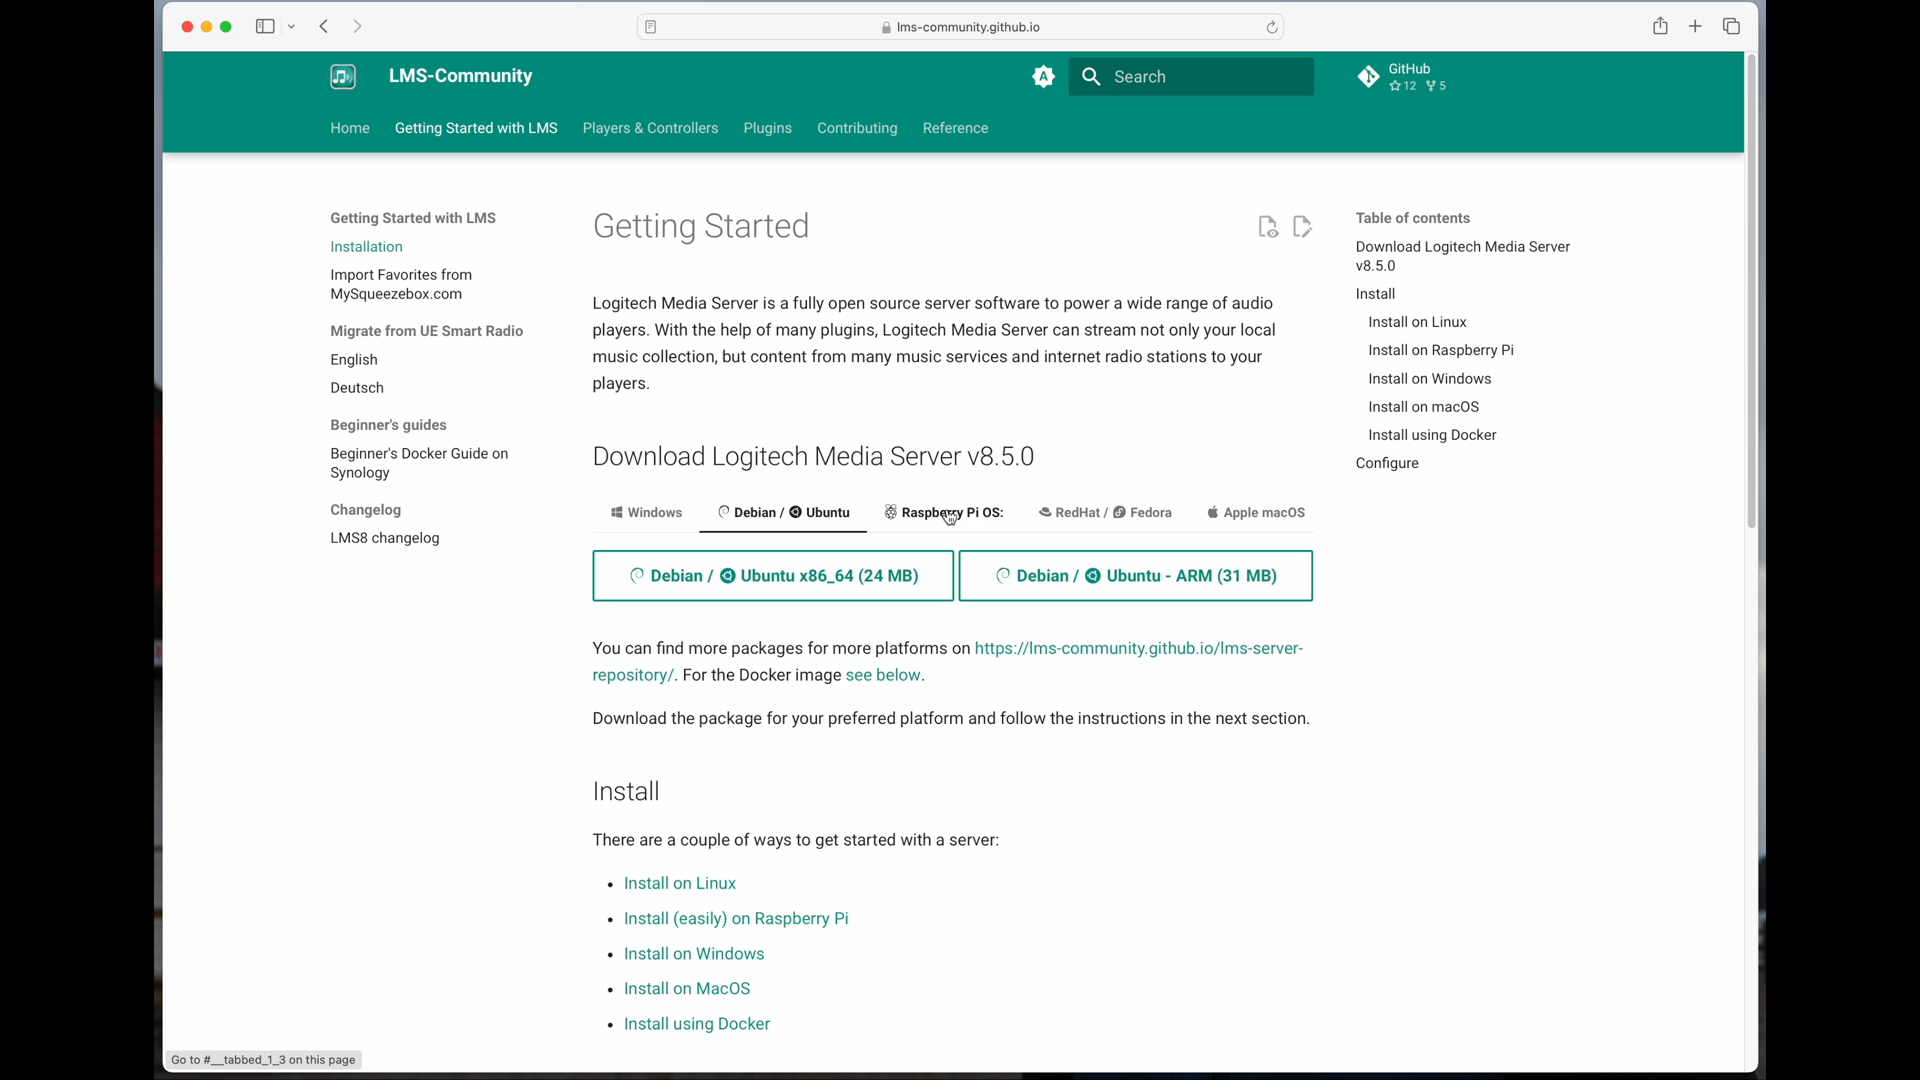 lms-community.github.io
LMS-Community
Search
GitHub
12 5
Home Getting Started with LMS Players & Controllers Plugins Contributing Reference
Getting Started with LMS
Installation
Import Favorites from
MySqueezebox.com
Migrate from UE Smart Radio
English
Deutsch
Beginner's guides
Beginner's Docker Guide on
Synology
Changelog
LMS8 changelog
Getting Started
Logitech Media Server is a fully open source server software to power a wide range of audio
players. With the help of many plugins, Logitech Media Server can stream not only your local
music collection, but content from many music services and internet radio stations to your
players.
Download Logitech Media Server v8.5.0
Windows Debian / Ubuntu Raspberry Pi OS: RedHat / Fedora Apple macOS
Debian / Ubuntu x86_64 (24 MB) Debian / Ubuntu - ARM (31 MB)
You can find more packages for more platforms on https://lms-community.github.io/lms-server-
repository/. For the Docker image see below.
Download the package for your preferred platform and follow the instructions in the next section.
Install
There are a couple of ways to get started with a server:
• Install on Linux
• Install (easily) on Raspberry Pi
• Install on Windows
• Install on MacOS
• Install using Docker
Table of contents
Download Logitech Media Server
v8.5.0
Install
Install on Linux
Install on Raspberry Pi
Install on Windows
Install on macOS
Install using Docker
Configure
Go to #__tabbed_1_3 on this page